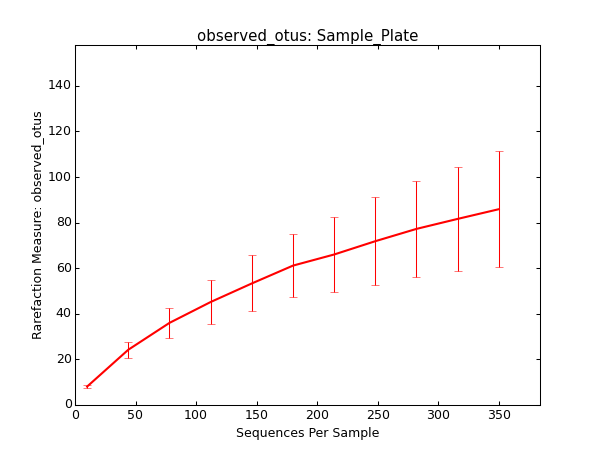 observed_otus: Sample_Plate
Rarefaction Measure: observed_otus
140
120
100
80
60
40
20
0
0 50 100 150 200 250 300 350
Sequences Per Sample